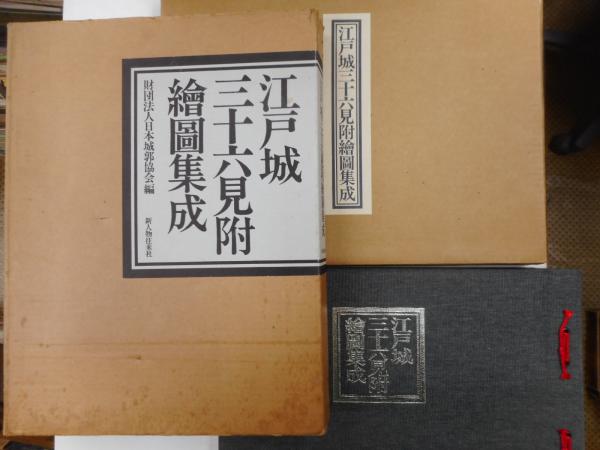 江戸城
三十六見附
繪圖集成
財団法人日本城郭協会編
新人物往来社
江戸城三十六見附繪圖集成
江戸城
三十六見附
繪圖集成